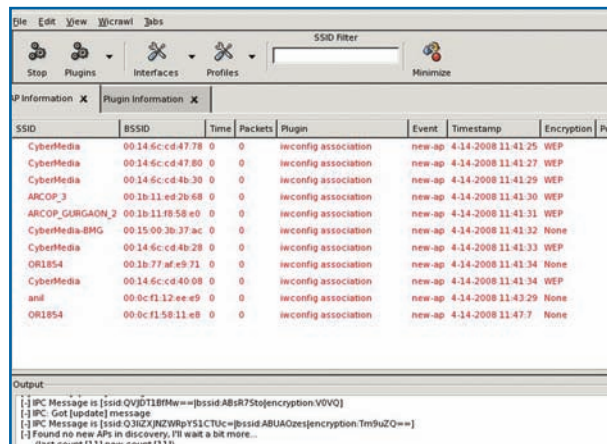 File Edit View Wicrawl Tabs
SSID Filter
Stop Plugins Interfaces Profiles Minimize
AP Information X Plugin Information X
SSID BSSID Time Packets Plugin Event Timestamp Encryption
CyberMedia 00:14:6c:cd:47:78 0 0 iwconfig association new-ap 4-14-2008 11:41:25 WEP
CyberMedia 00:14:6c:cd:47:80 0 0 iwconfig association new-ap 4-14-2008 11:41:27 WEP
CyberMedia 00:14:6c:cd:4b:30 0 0 iwconfig association new-ap 4-14-2008 11:41:29 WEP
ARCOP_3 00:1b:11:ed:2b:68 0 0 iwconfig association new-ap 4-14-2008 11:41:30 WEP
ARCOP_GURGAON_2 00:1b:11:f8:58:e0 0 0 iwconfig association new-ap 4-14-2008 11:41:31 WEP
CyberMedia-BMG 00:15:00:3b:37:ac 0 0 iwconfig association new-ap 4-14-2008 11:41:32 None
CyberMedia 00:14:6c:cd:4b:28 0 0 iwconfig association new-ap 4-14-2008 11:41:33 WEP
OR1854 00:1b:77:af:e9:71 0 0 iwconfig association new-ap 4-14-2008 11:41:34 None
CyberMedia 00:14:6c:cd:40:08 0 0 iwconfig association new-ap 4-14-2008 11:41:34 WEP
anil 00:0c:f1:12:ee:e9 0 0 iwconfig association new-ap 4-14-2008 11:43:29 None
OR1854 00:0c:f1:58:11:e8 0 0 iwconfig association new-ap 4-14-2008 11:47:7 None
Output
[-] IPC Message is [ssid:QVJDT1BfMw==|bssid:ABsR7Sto|encryption:V0VQ]
[-] IPC: Got [update] message
[-] IPC Message is [ssid:Q3liZXJNZWRpYS1CTUc=|bssid:ABUAOzes|encryption:Tm9uZQ==]
[-] Found no new APs in discovery, I'll wait a bit more...
(last count [11] new count [11])